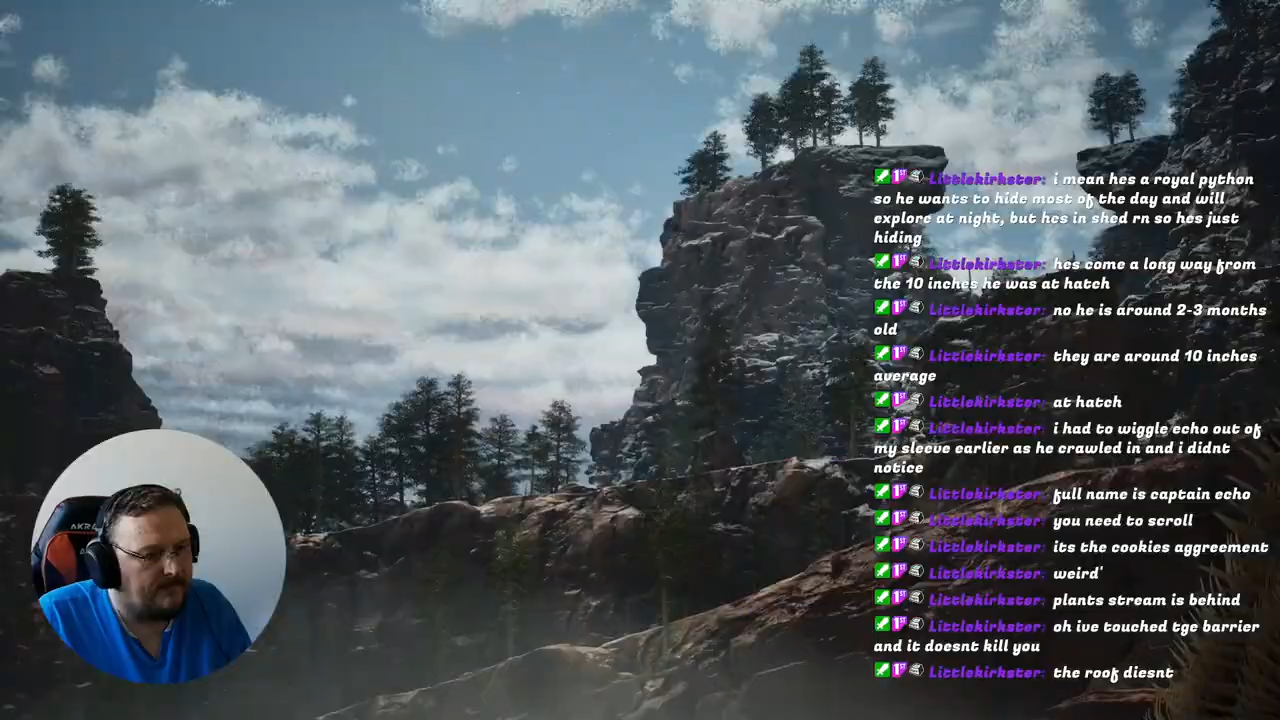 Littlekirkster: i mean hes a royal python
so he wants to hide most of the day and will
explore at night, but hes in shed rn so hes just
hiding
Littlekirkster: hes come a long way from
the 10 inches he was at hatch
Littlekirkster: no he is around 2-3 months
old
Littlekirkster: they are around 10 inches
average
Littlekirkster: at hatch
Littlekirkster: i had to wiggle echo out of
my sleeve earlier as he crawled in and i didnt
notice
Littlekirkster: full name is captain echo
Littlekirkster: you need to scroll
Littlekirkster: its the cookies aggreement
Littlekirkster: weird'
Littlekirkster: plants stream is behind
Littlekirkster: oh ive touched tge barrier
and it doesnt kill you
Littlekirkster: the roof diesnt